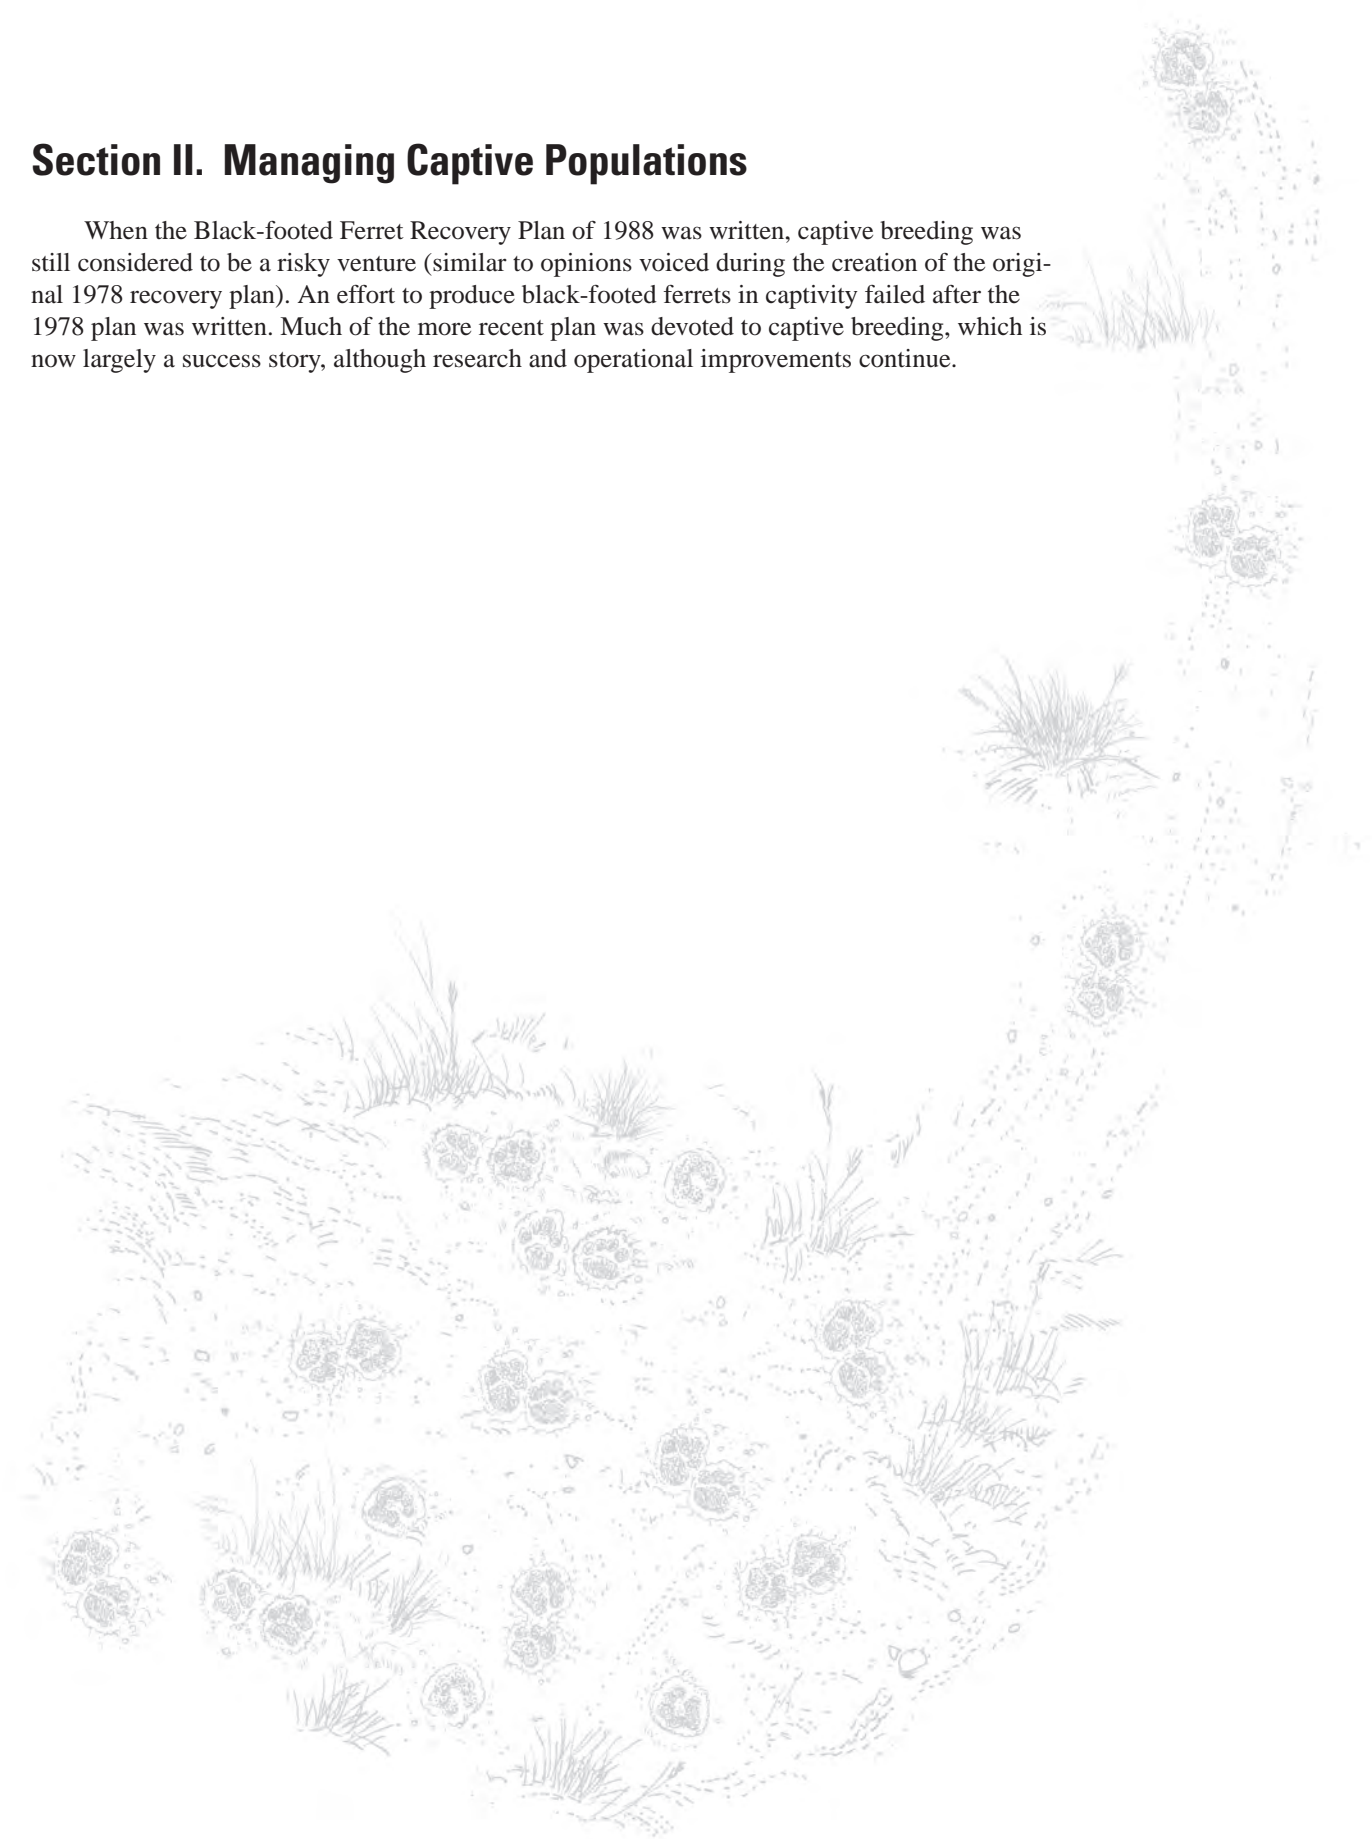 Section II. Managing Captive Populations
When the Black-footed Ferret Recovery Plan of 1988 was written, captive breeding was
still considered to be a risky venture (similar to opinions voiced during the creation of the origi-
nal 1978 recovery plan). An effort to produce black-footed ferrets in captivity failed after the
1978 plan was written. Much of the more recent plan was devoted to captive breeding, which is
now largely a success story, although research and operational improvements continue.